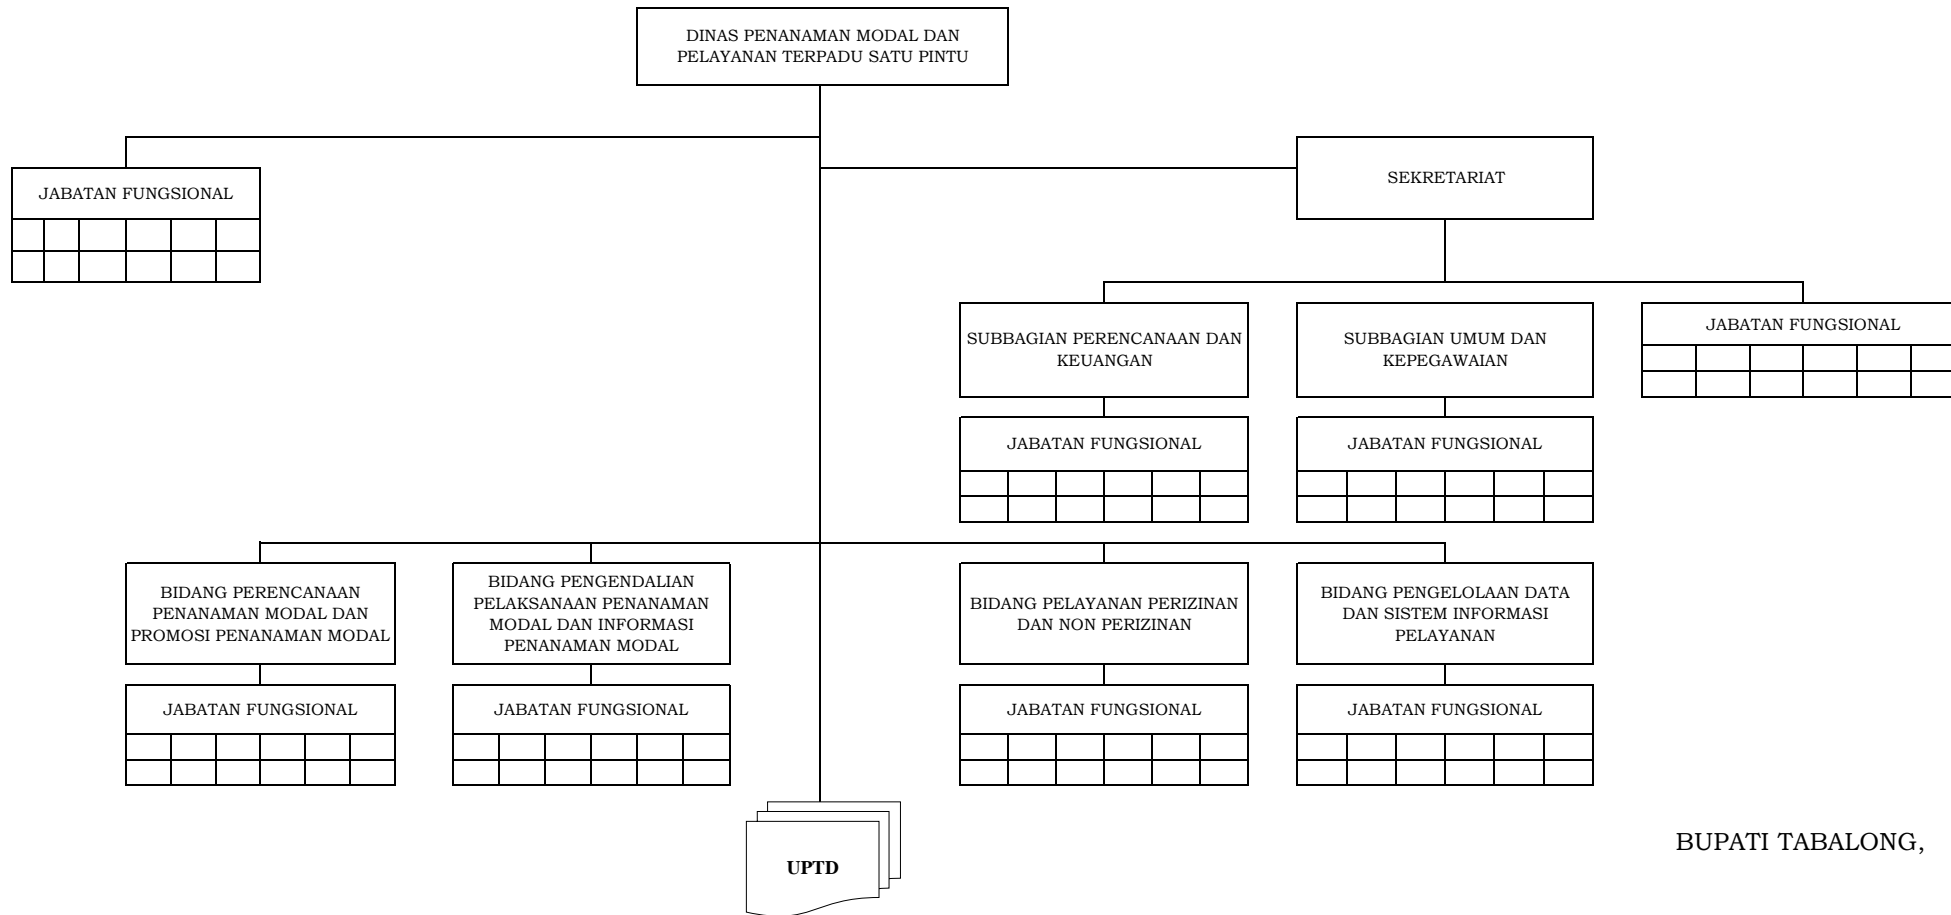 DINAS PENANAMAN MODAL DAN
PELAYANAN TERPADU SATU PINTU
JABATAN FUNGSIONAL
SEKRETARIAT
SUBBAGIAN PERENCANAAN DAN
KEUANGAN
SUBBAGIAN UMUM DAN
KEPEGAWAIAN
JABATAN FUNGSIONAL
JABATAN FUNGSIONAL
JABATAN FUNGSIONAL
BIDANG PERENCANAAN
PENANAMAN MODAL DAN
PROMOSI PENANAMAN MODAL
BIDANG PENGENDALIAN
PELAKSANAAN PENANAMAN
MODAL DAN INFORMASI
PENANAMAN MODAL
BIDANG PELAYANAN PERIZINAN
DAN NON PERIZINAN
BIDANG PENGELOLAAN DATA
DAN SISTEM INFORMASI
PELAYANAN
JABATAN FUNGSIONAL
JABATAN FUNGSIONAL
JABATAN FUNGSIONAL
JABATAN FUNGSIONAL
UPTD
BUPATI TABALONG,